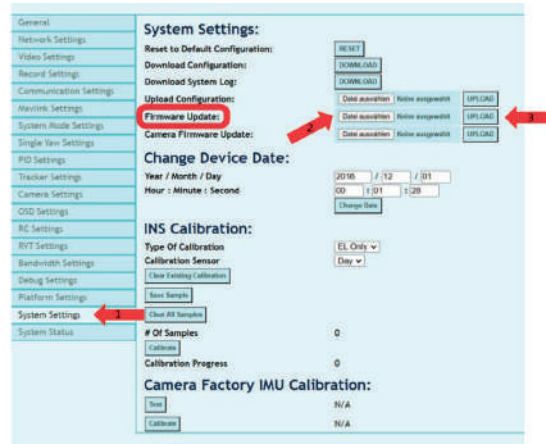 General
Network Settings
Video Settings
Record Settings
Communication Settings
Mavlink Settings
System Mode Settings
Single Yaw Settings
PID Settings
Tracker Settings
Camera Settings
OSD Settings
RC Settings
RVT Settings
Bandwidth Settings
Debug Settings
Platform Settings
System Settings 1
System Status
System Settings:
Reset to Default Configuration: RESET
Download Configuration: DOWNLOAD
Download System Log: DOWNLOAD
Upload Configuration: Datei auswählen Keine ausgewählt UPLOAD
Firmware Update: 2 Datei auswählen Keine ausgewählt UPLOAD 3
Camera Firmware Update: Datei auswählen Keine ausgewählt UPLOAD
Change Device Date:
Year / Month / Day 2016 / 12 / 01
Hour : Minute : Second 00 : 01 : 28
Change Date
INS Calibration:
Type Of Calibration EL Only
Calibration Sensor Day
Clear Existing Calibration
Save Sample
Clear All Samples
# Of Samples 0
Calibrate
Calibration Progress 0
Camera Factory IMU Calibration:
Test N/A
Calibrate N/A